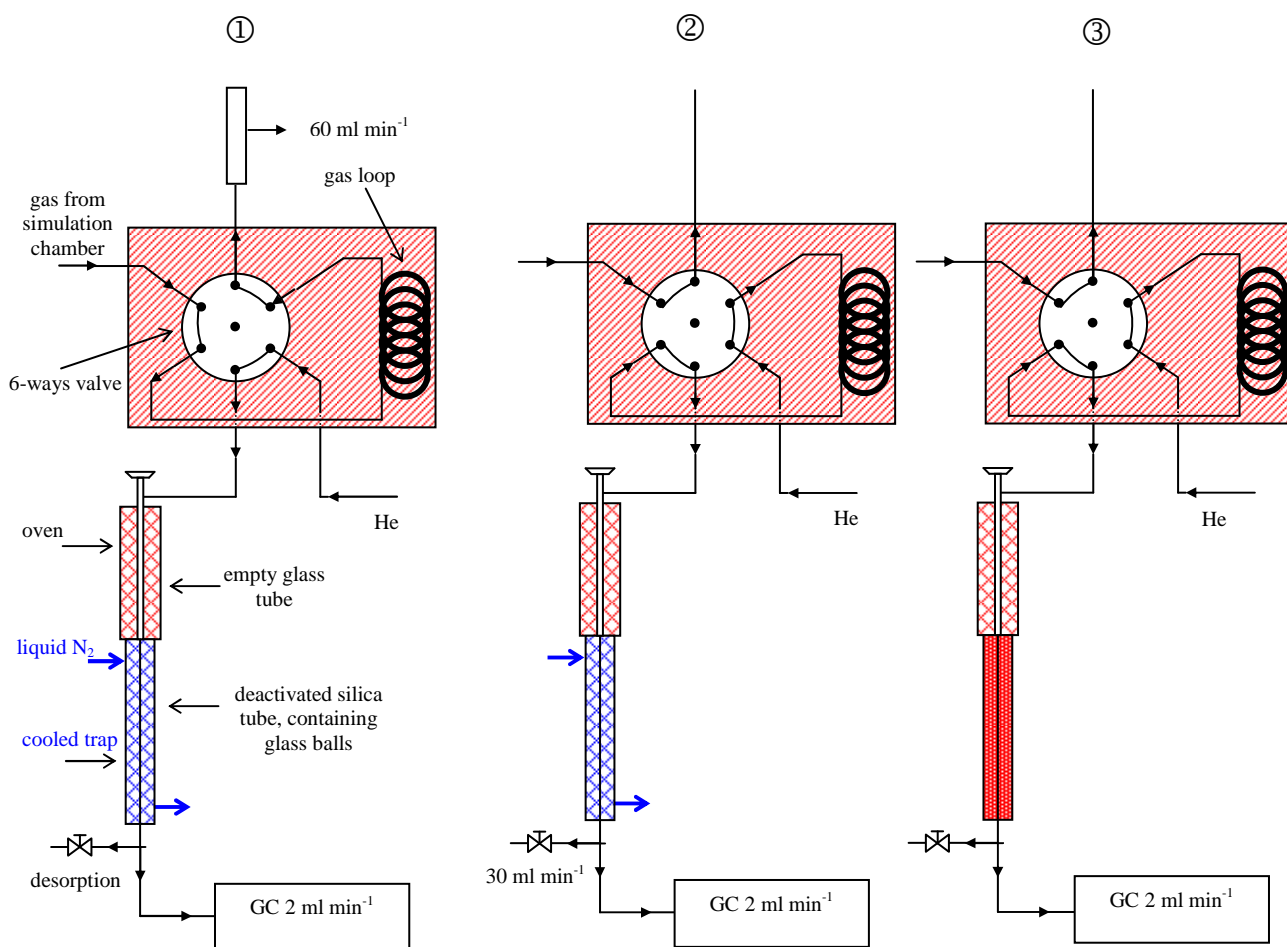 ①
②
③
60 ml min⁻¹
gas loop
gas from
simulation
chamber
6-ways valve
He
oven
empty glass
tube
liquid N₂
deactivated silica
tube, containing
glass balls
cooled trap
desorption
GC 2 ml min⁻¹
He
30 ml min⁻¹
GC 2 ml min⁻¹
He
GC 2 ml min⁻¹